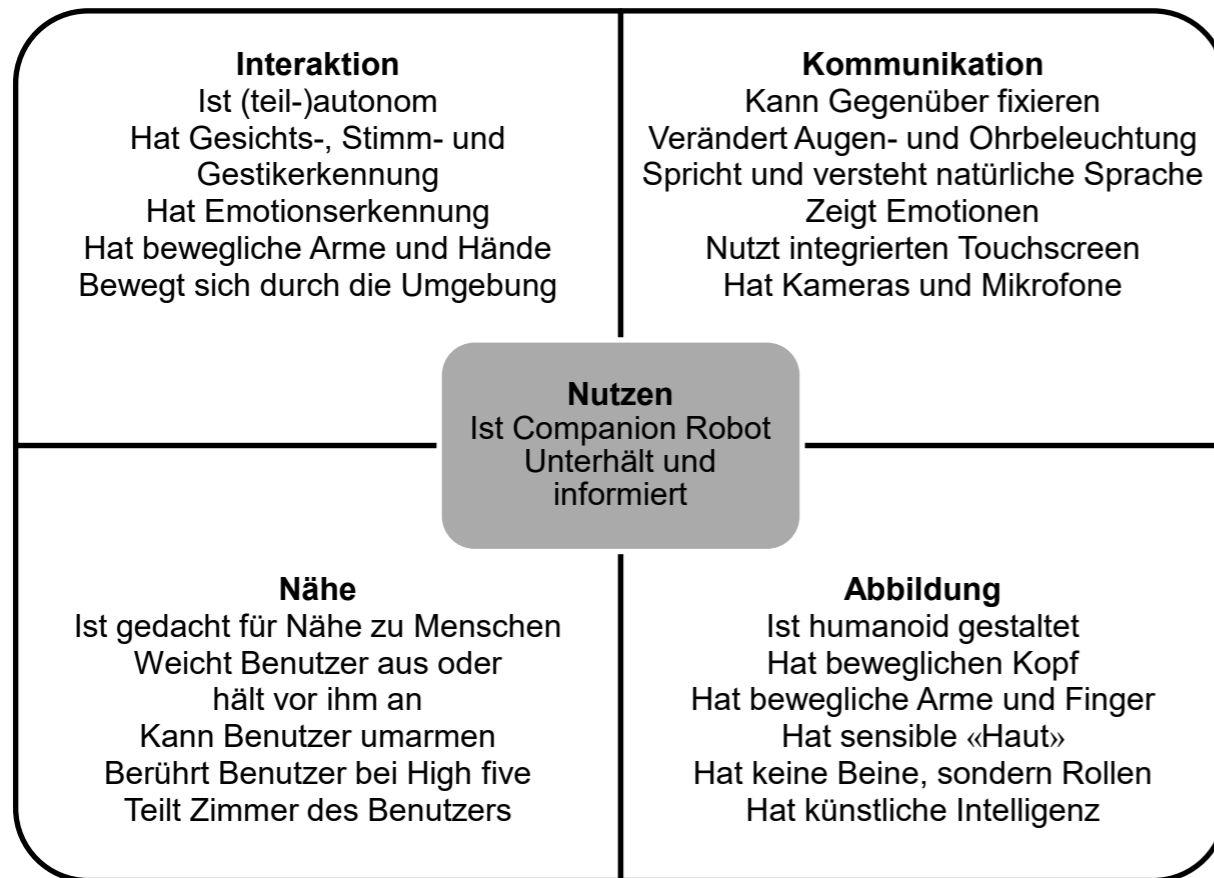 Interaktion
Ist (teil-)autonom
Hat Gesichts-, Stimm- und
Gestikerkennung
Hat Emotionserkennung
Hat bewegliche Arme und Hände
Bewegt sich durch die Umgebung
Kommunikation
Kann Gegenüber fixieren
Verändert Augen- und Ohrbeleuchtung
Spricht und versteht natürliche Sprache
Zeigt Emotionen
Nutzt integrierten Touchscreen
Hat Kameras und Mikrofone
Nutzen
Ist Companion Robot
Unterhält und
informiert
Nähe
Ist gedacht für Nähe zu Menschen
Weicht Benutzer aus oder
hält vor ihm an
Kann Benutzer umarmen
Berührt Benutzer bei High five
Teilt Zimmer des Benutzers
Abbildung
Ist humanoid gestaltet
Hat beweglichen Kopf
Hat bewegliche Arme und Finger
Hat sensible «Haut»
Hat keine Beine, sondern Rollen
Hat künstliche Intelligenz